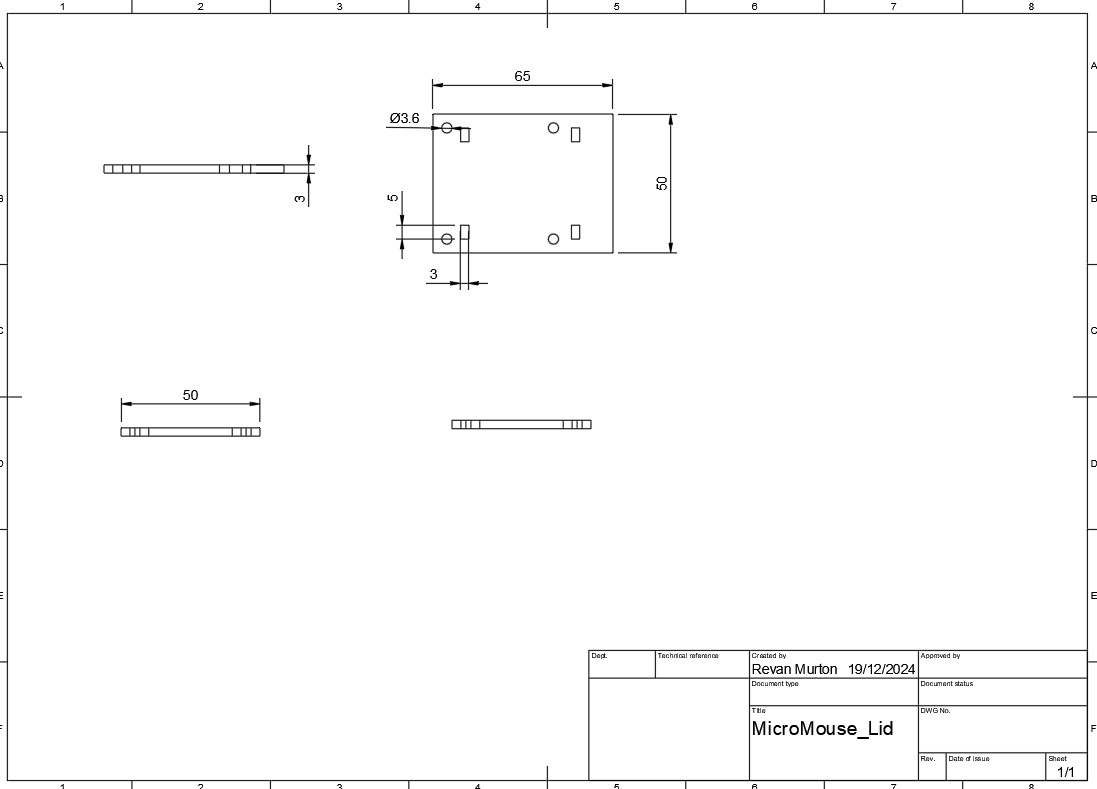 1 2 3 4 5 6 7 8
A A
65
Ø3.6
3
50
5
B B
3
C C
50
D D
E E
Dept. Technical reference Created by Approved by
Revan Murton 19/12/2024
Document type Document status
Title DWG No.
MicroMouse_Lid
F F
Rev. Date of issue Sheet
1/1
1 2 3 4 5 6 7 8